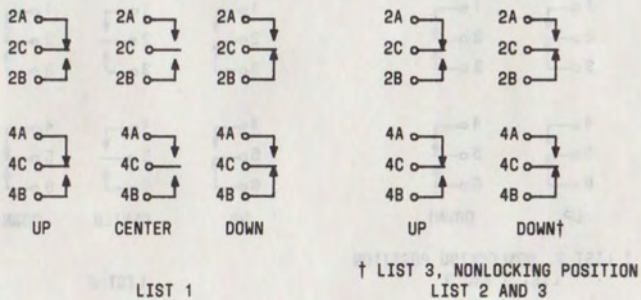 2A 2A 2A 2A 2A
2C 2C 2C 2C 2C
2B 2B 2B 2B 2B
4A 4A 4A 4A 4A
4C 4C 4C 4C 4C
4B 4B 4B 4B 4B
UP CENTER DOWN UP DOWN†
† LIST 3, NONLOCKING POSITION
LIST 1 LIST 2 AND 3